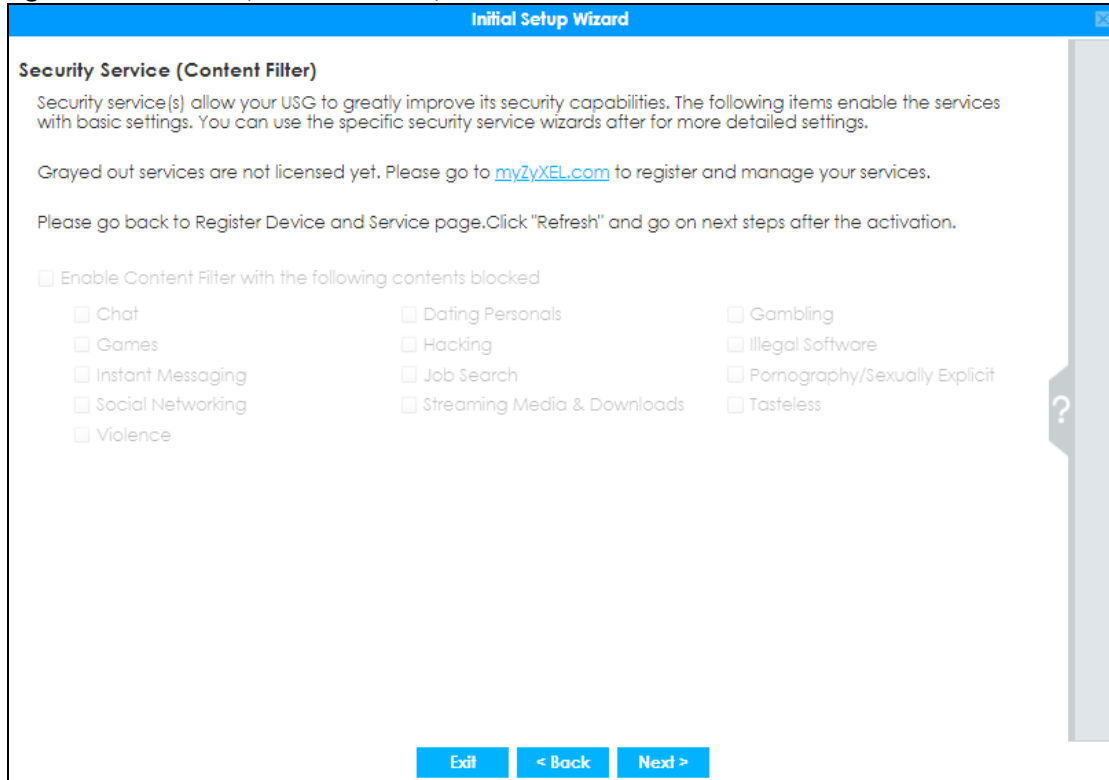 Initial Setup Wizard
Security Service (Content Filter)
Security service(s) allow your USG to greatly improve its security capabilities. The following items enable the services
with basic settings. You can use the specific security service wizards after for more detailed settings.
Grayed out services are not licensed yet. Please go to myZyXEL.com to register and manage your services.
Please go back to Register Device and Service page.Click "Refresh" and go on next steps after the activation.
Enable Content Filter with the following contents blocked
Chat Dating Personals Gambling
Games Hacking Illegal Software
Instant Messaging Job Search Pornography/Sexually Explicit
Social Networking Streaming Media & Downloads Tasteless
Violence
?
Exit < Back Next >